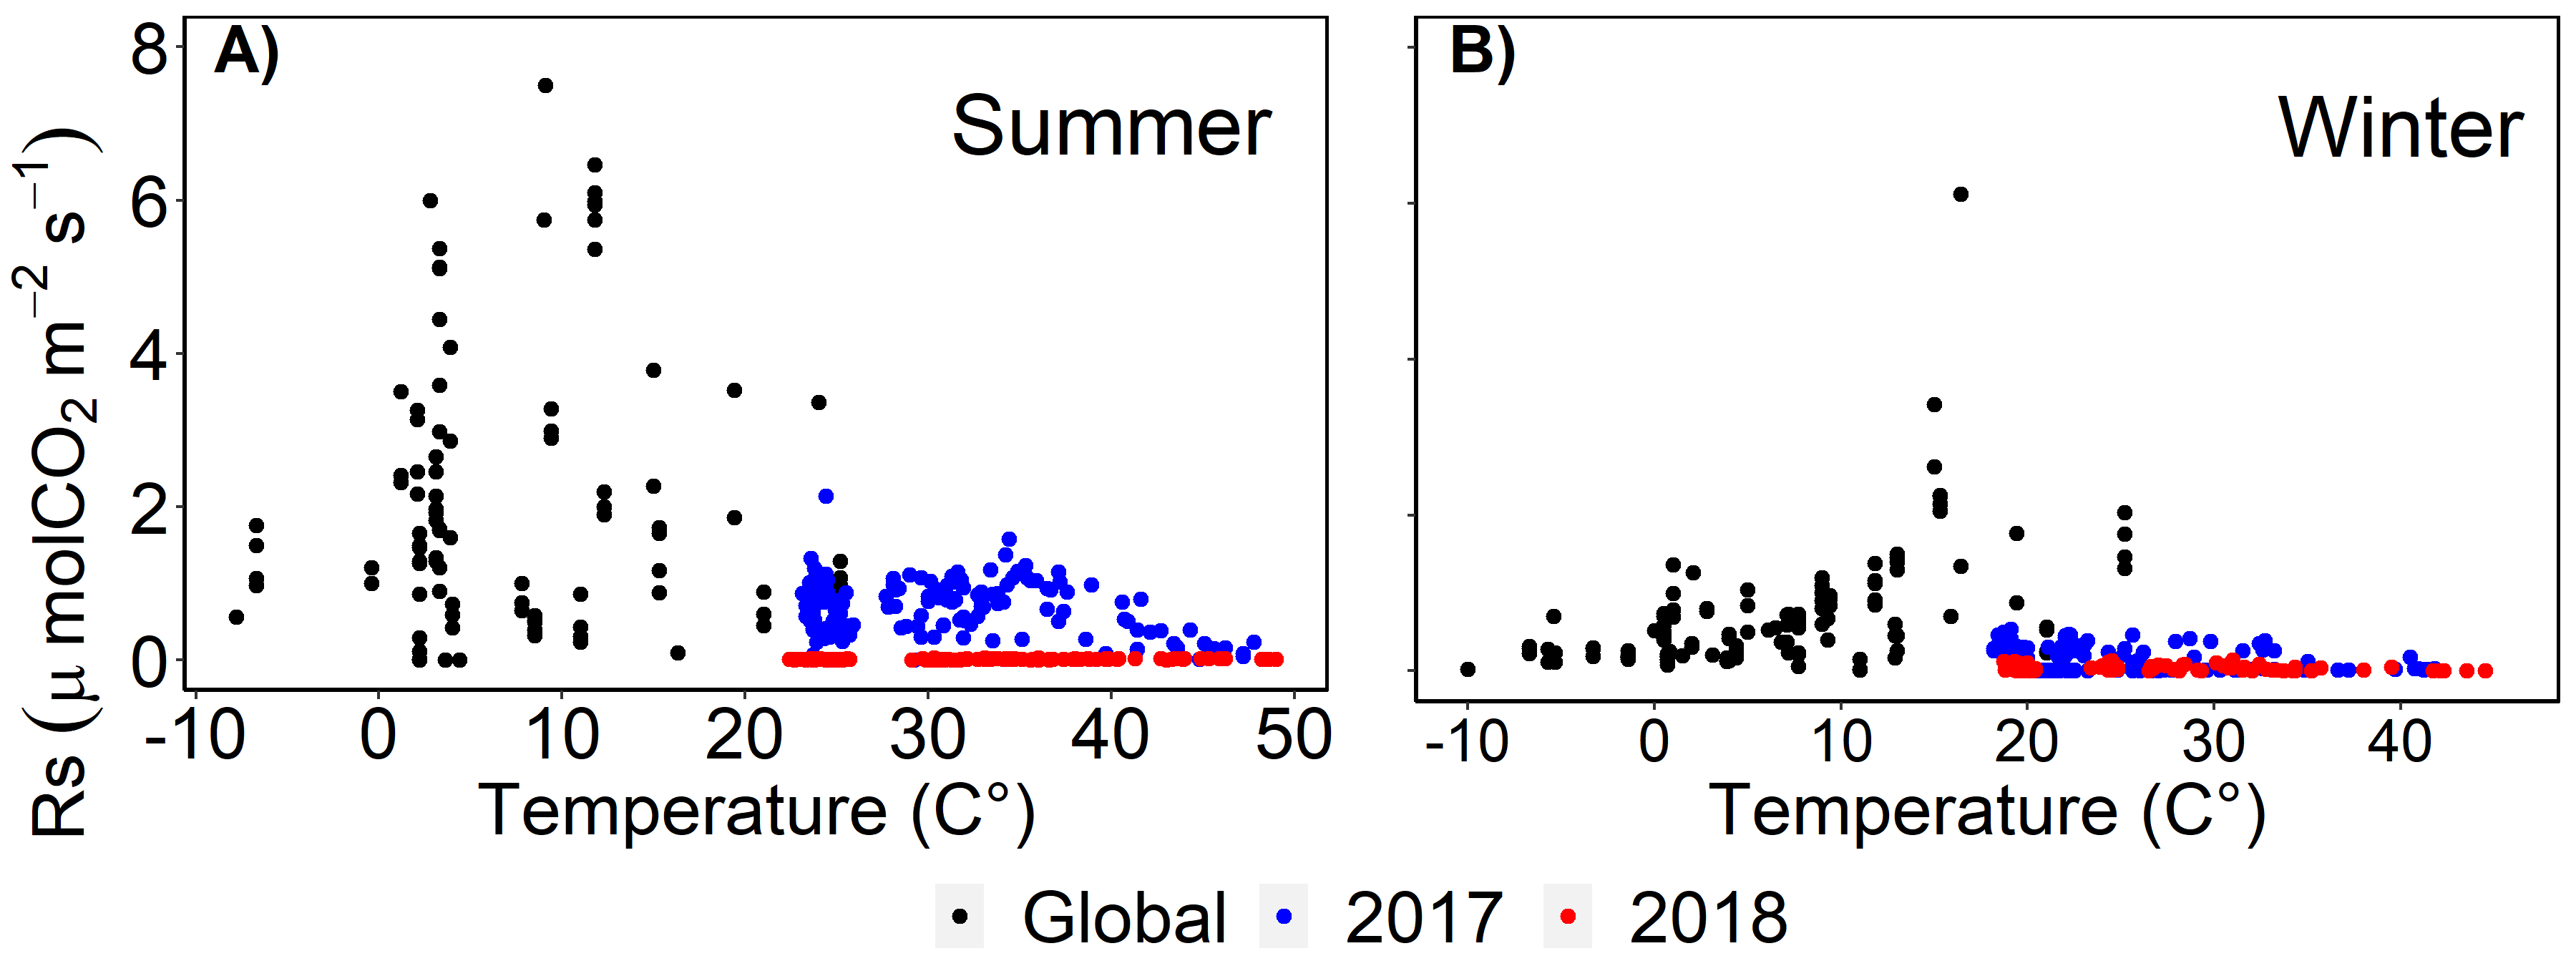 A)
Summer
8
6
4
2
0
-10 0 10 20 30 40 50
Temperature (C°)
Rs (μ molCO2 m−2 s−1)
B)
Winter
-10 0 10 20 30 40
Temperature (C°)
Global 2017 2018